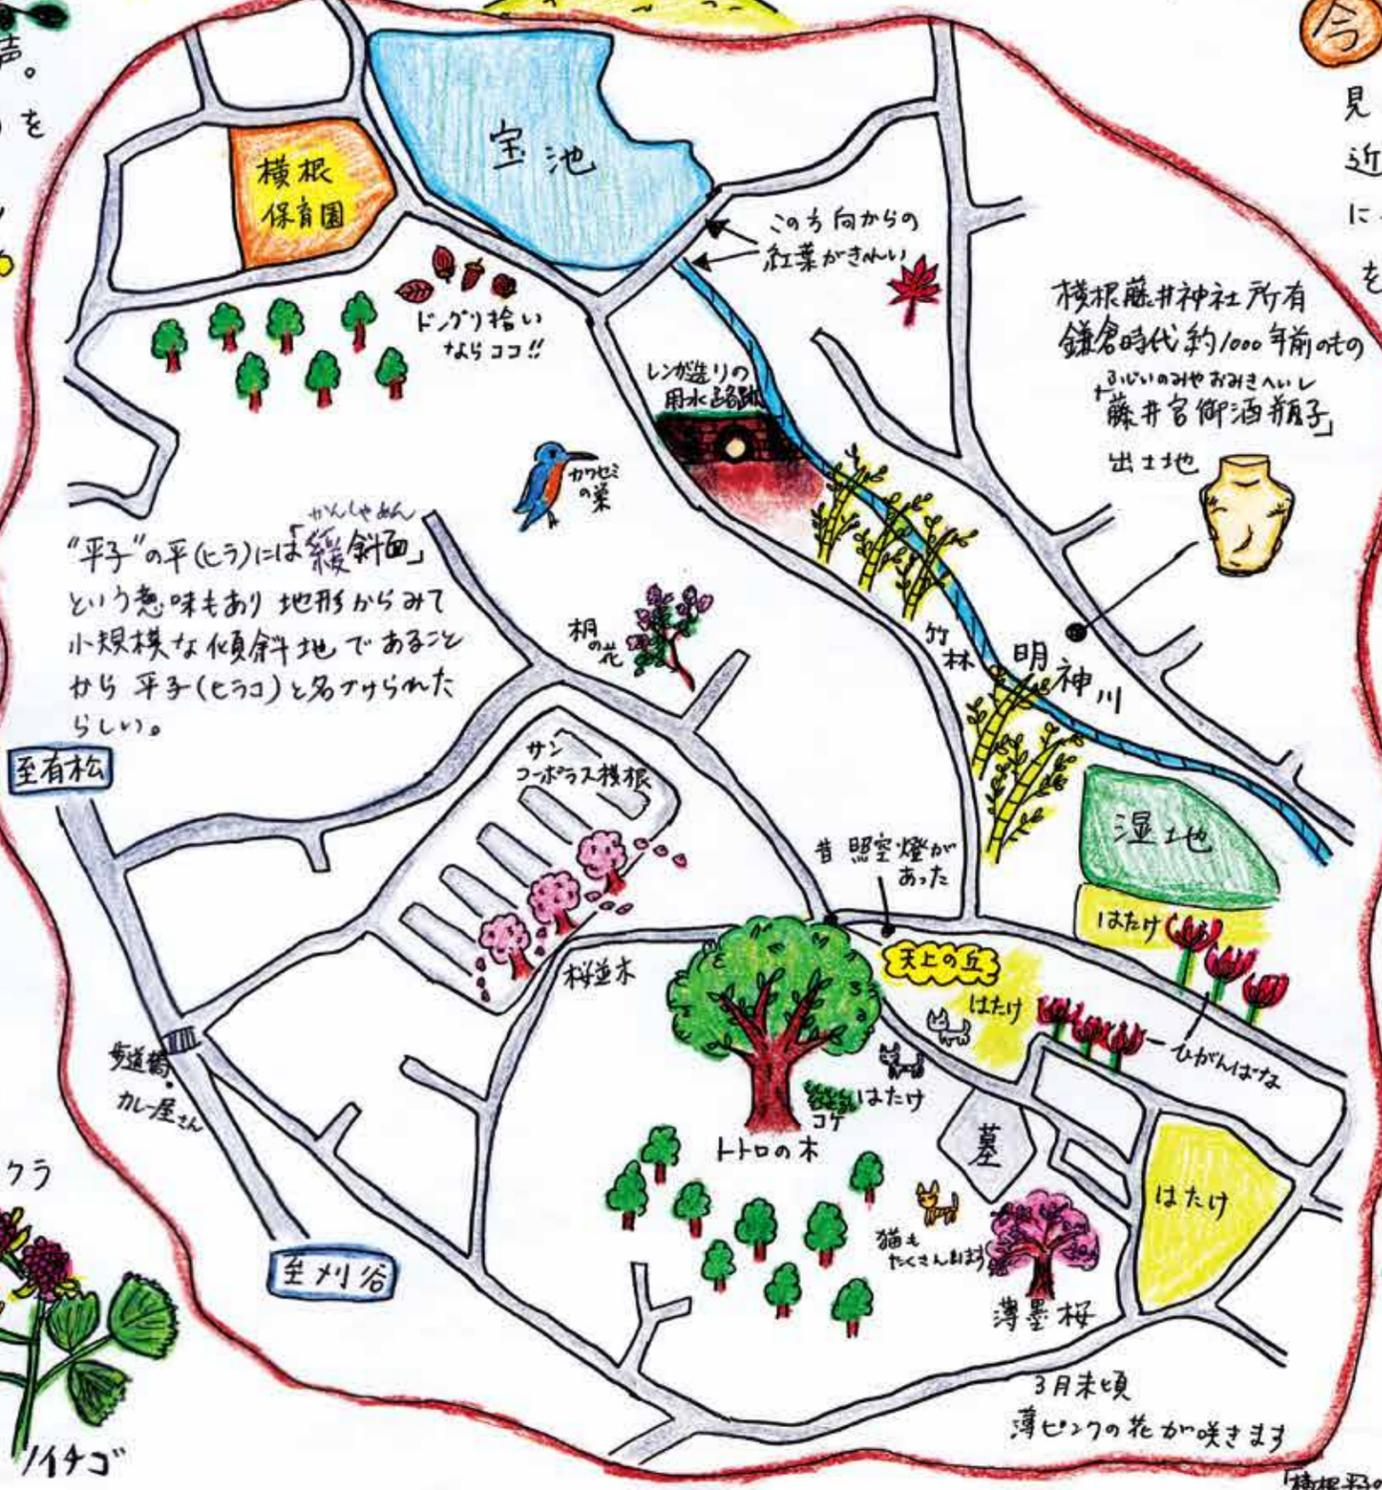 声。
を
今
見
近
に
を
宝池
横根
保育園
この方向からの
紅葉がきれい
ドングリ拾い
ならココ!!
横根藤井神社所有
鎌倉時代約1000年前のもの
ふじいのみやおみきへいし
「藤井宮御酒瓶子」
出土地
レンガ造りの
用水路跡
カワセミ
の巣
かんしゃめん
"平子"の平(ヒラ)には「緩斜面」
という意味もあり 地形からみて
小規模な傾斜地であること
から 平子(ヒラコ)と名づけられた
らしい。
桐
の花
竹林
明神川
至有松
サン
コーポラス横根
湿地
昔 照空燈が
あった
はたけ
天上の丘
はたけ
桜並木
ひがんばな
歩道橋
カレー屋さん
はたけ
コケ
トトロの木
墓
はたけ
クラ
猫も
たくさんいます
至刈谷
薄墨桜
3月末頃
薄ピンクの花が咲きます
ノイチゴ